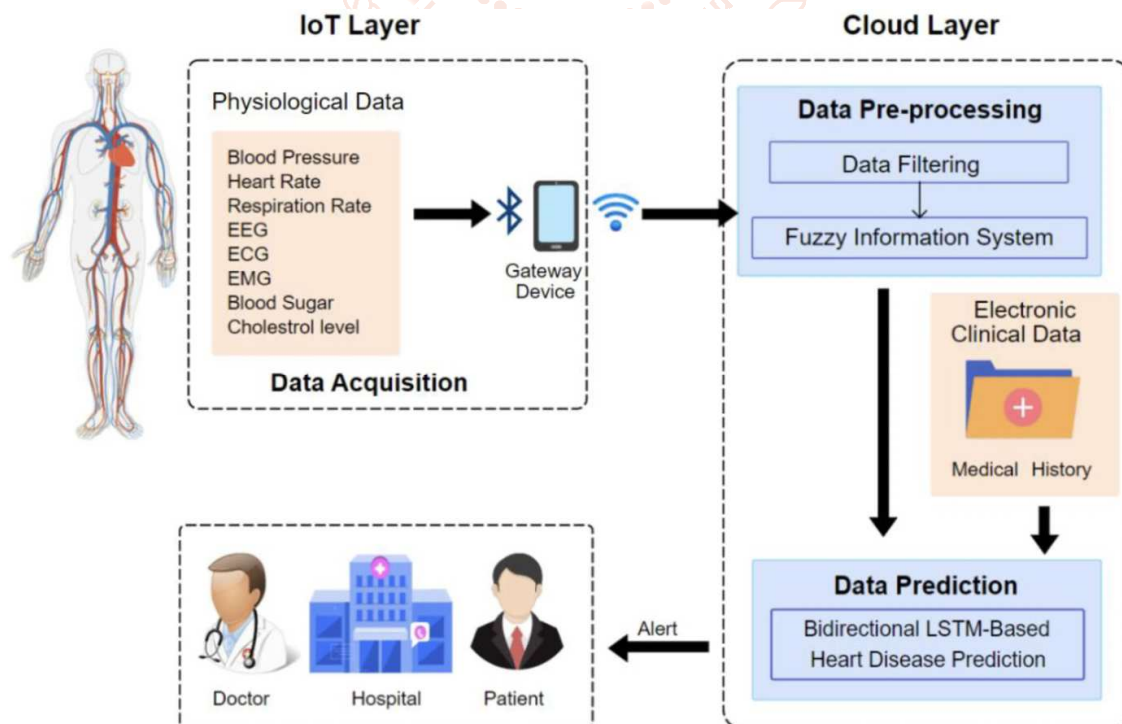 IoT Layer
Physiological Data
Blood Pressure
Heart Rate
Respiration Rate
EEG
ECG
EMG
Blood Sugar
Cholestrol level
Data Acquisition
Gateway
Device
Cloud Layer
Data Pre-processing
Data Filtering
Fuzzy Information System
Electronic
Clinical Data
Medical History
Data Prediction
Bidirectional LSTM-Based
Heart Disease Prediction
Alert
Doctor
Hospital
Patient